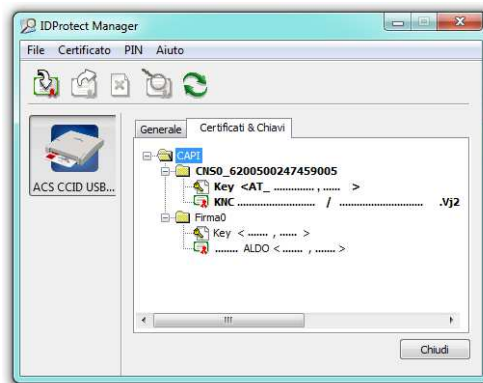 IDProtect Manager
File Certificato PIN Aiuto
Generale Certificati & Chiavi
ACS CCID USB...
CAPI
CNS0_6200500247459005
Key <AT_ .............. , ...... >
KNC .......................... / ............................ .Vj2
Firma0
Key < ....... , ...... >
........ ALDO < ....... , ....... >
Chiudi